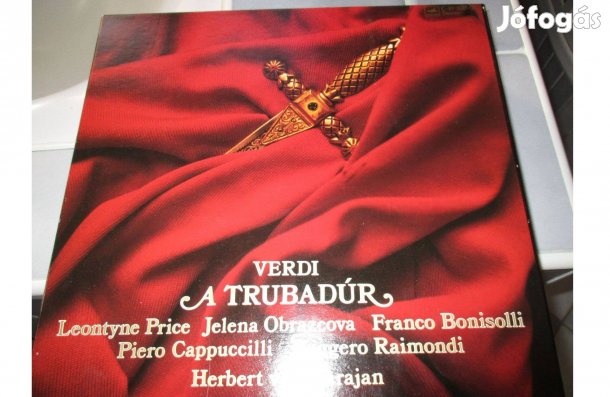 Jófogás
VERDI
A TRUBADÚR
Leontyne Price Jelena Obrazcova Franco Bonisolli
Piero Cappuccilli Raimondi
Herbert